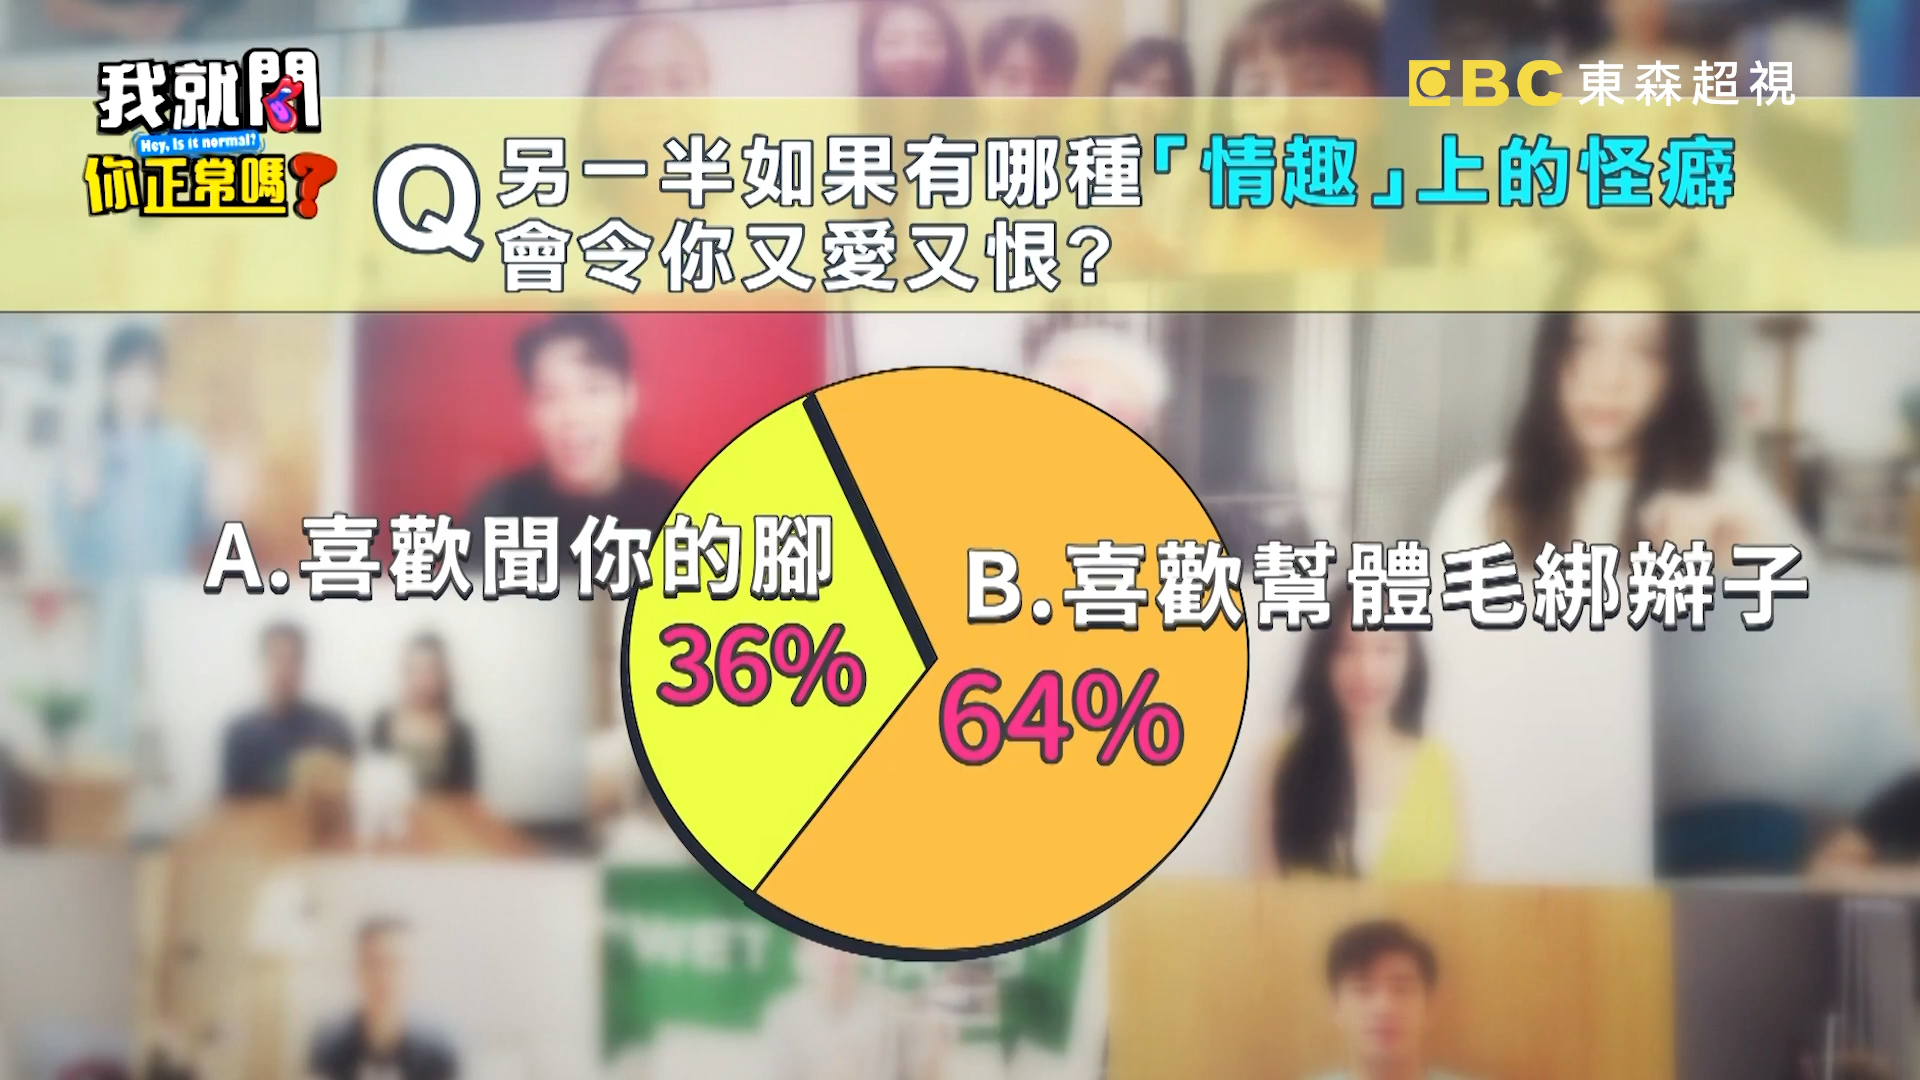 我就問
Hey, Is it normal?
你正常嗎?
EBC 東森超視
Q 另一半如果有哪種「情趣」上的怪癖
會令你又愛又恨?
A.喜歡聞你的腳
36%
B.喜歡幫體毛綁辮子
64%
WET